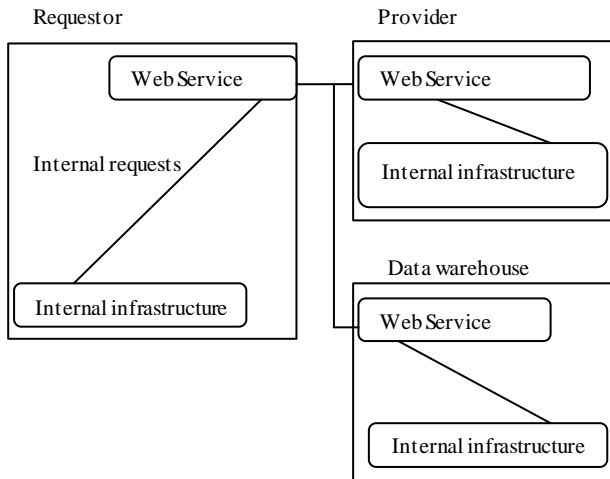 Requestor
Web Service
Internal requests
Internal infrastructure
Provider
Web Service
Internal infrastructure
Data warehouse
Web Service
Internal infrastructure